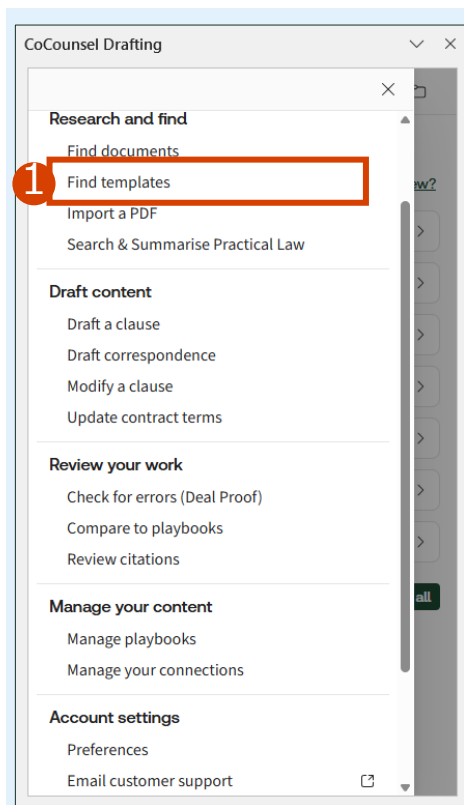 CoCounsel Drafting
Research and find
Find documents
1
Find templates
ew?
Import a PDF
Search & Summarise Practical Law
Draft content
Draft a clause
Draft correspondence
Modify a clause
Update contract terms
Review your work
Check for errors (Deal Proof)
Compare to playbooks
Review citations
all
Manage your content
Manage playbooks
Manage your connections
Account settings
Preferences
Email customer support